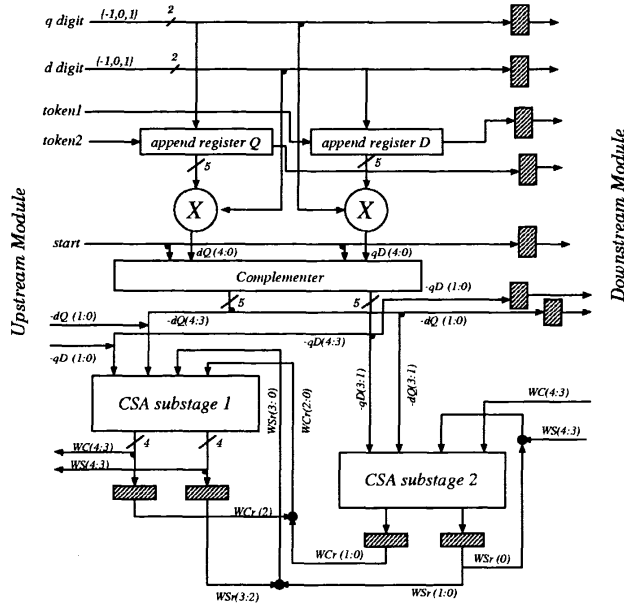 q digit {-1,0,1} 2
d digit {-1,0,1} 2
token1
token2
append register Q
append register D
5
5
X
X
Upstream Module
Downstream Module
start
dQ (4:0)
qD (4:0)
Complementer
5
5
-qD (1:0)
-dQ (1:0)
-dQ(4:3)
-dQ (1:0)
-qD(4:3)
-qD (1:0)
CSA substage 1
WSr(3: 0)
WCr(2:0)
-qD(3:1)
-dQ(3:1)
WC(4:3)
WS(4:3)
4
4
WC(4:3)
WS(4:3)
CSA substage 2
WCr (2)
WCr (1:0)
WSr (0)
WSr(3:2)
WSr (1:0)